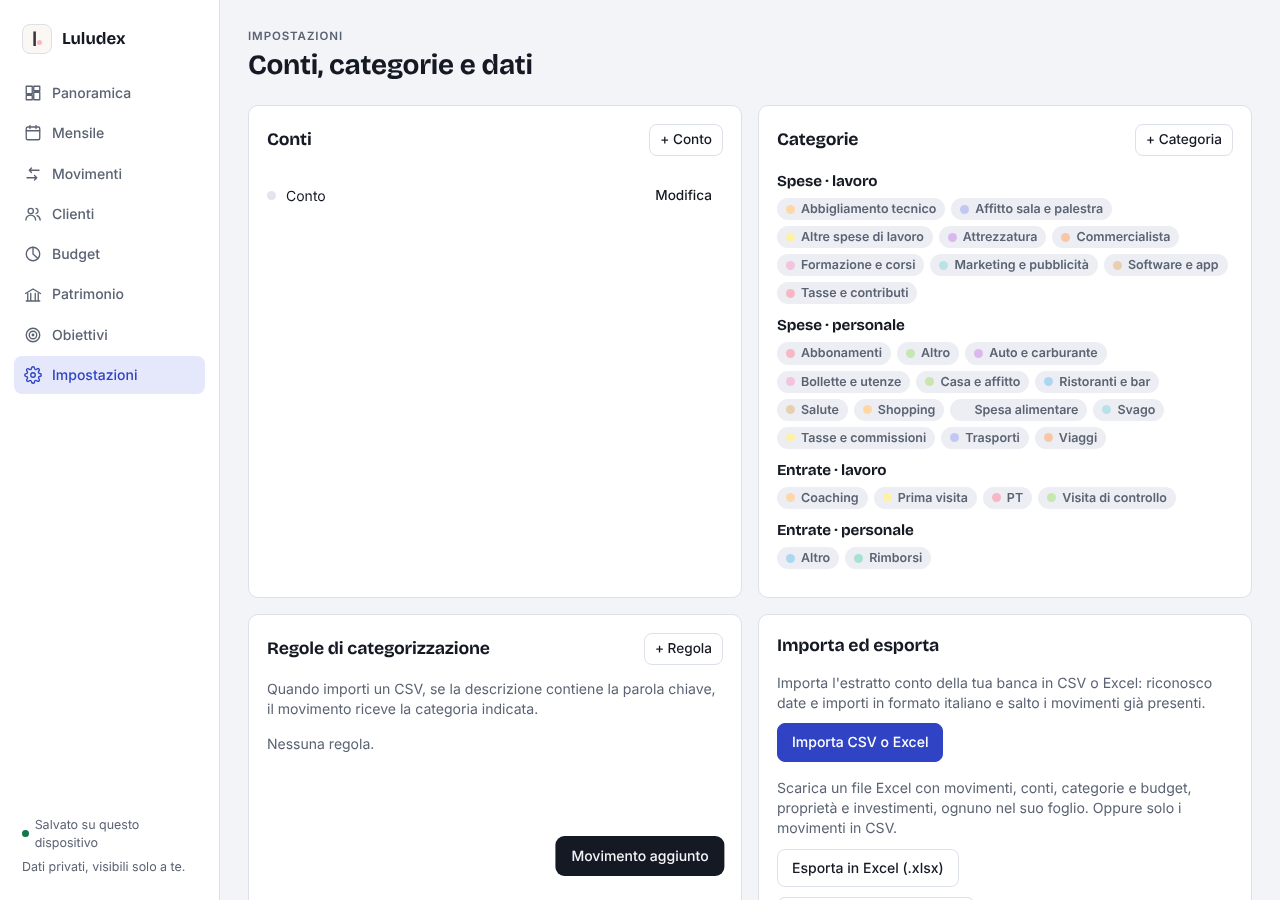 Luludex
Panoramica
Mensile
Movimenti
Clienti
Budget
Patrimonio
Obiettivi
Impostazioni
Salvato su questo
dispositivo
Dati privati, visibili solo a te.
IMPOSTAZIONI
Conti, categorie e dati
Conti
+ Conto
Conto
Modifica
Categorie
+ Categoria
Spese · lavoro
Abbigliamento tecnico
Affitto sala e palestra
Altre spese di lavoro
Attrezzatura
Commercialista
Formazione e corsi
Marketing e pubblicità
Software e app
Tasse e contributi
Spese · personale
Abbonamenti
Altro
Auto e carburante
Bollette e utenze
Casa e affitto
Ristoranti e bar
Salute
Shopping
Spesa alimentare
Svago
Tasse e commissioni
Trasporti
Viaggi
Entrate · lavoro
Coaching
Prima visita
PT
Visita di controllo
Entrate · personale
Altro
Rimborsi
Regole di categorizzazione
+ Regola
Quando importi un CSV, se la descrizione contiene la parola chiave,
il movimento riceve la categoria indicata.
Nessuna regola.
Movimento aggiunto
Importa ed esporta
Importa l'estratto conto della tua banca in CSV o Excel: riconosco
date e importi in formato italiano e salto i movimenti già presenti.
Importa CSV o Excel
Scarica un file Excel con movimenti, conti, categorie e budget,
proprietà e investimenti, ognuno nel suo foglio. Oppure solo i
movimenti in CSV.
Esporta in Excel (.xlsx)